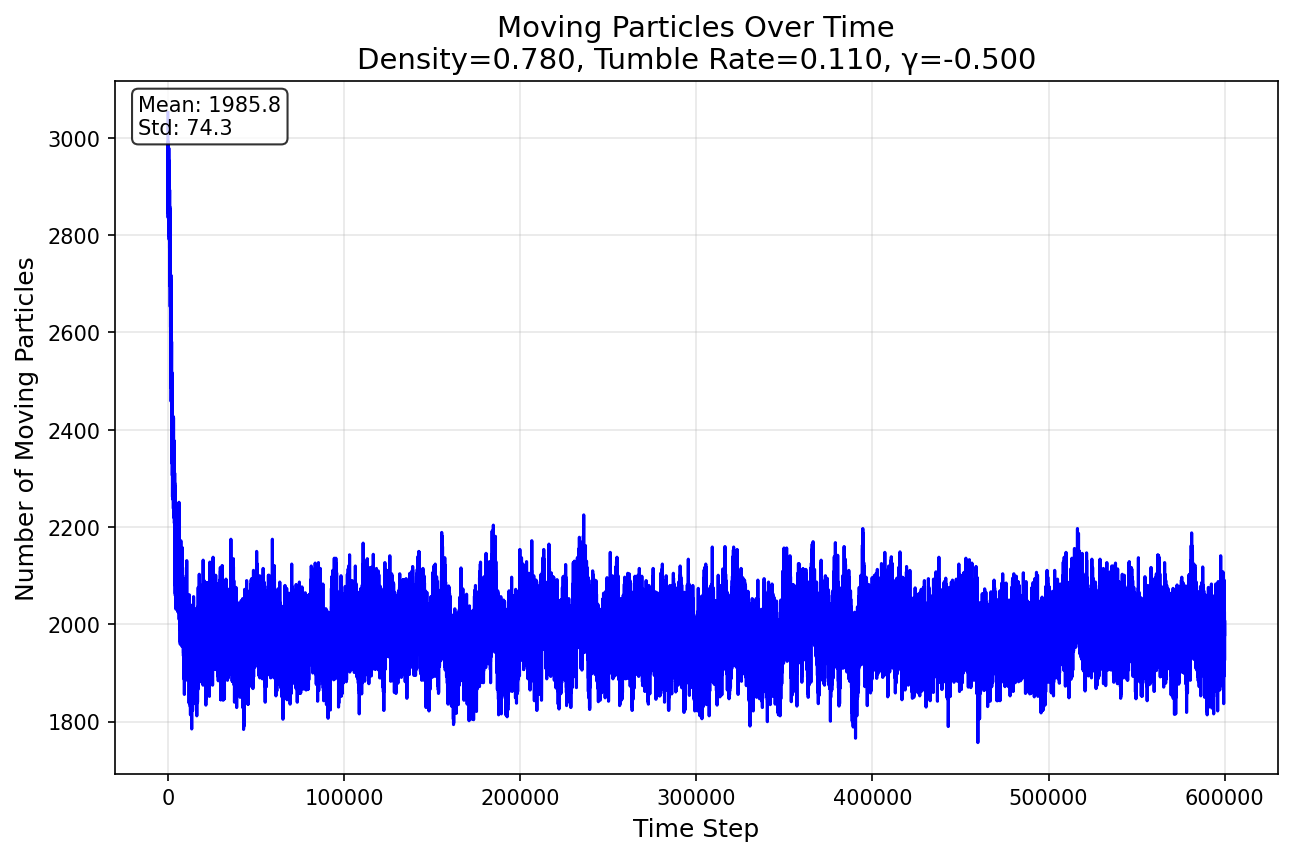 Moving Particles Over Time
Density=0.780, Tumble Rate=0.110, γ=-0.500
Mean: 1985.8
Std: 74.3
Number of Moving Particles
3000
2800
2600
2400
2200
2000
1800
0 100000 200000 300000 400000 500000 600000
Time Step